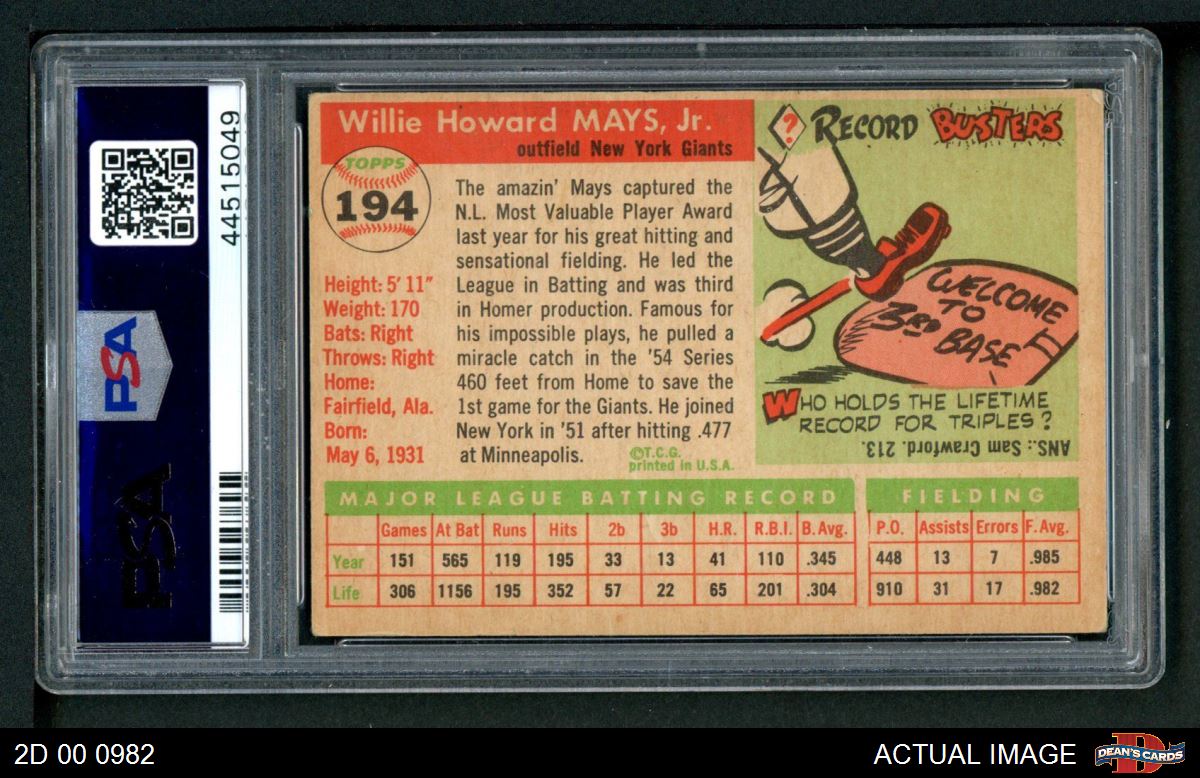 44515049
PSA
PSA
Willie Howard MAYS, Jr.
outfield New York Giants
TOPPS
194
Height: 5' 11"
Weight: 170
Bats: Right
Throws: Right
Home:
Fairfield, Ala.
Born:
May 6, 1931
The amazin' Mays captured the
N.L. Most Valuable Player Award
last year for his great hitting and
sensational fielding. He led the
League in Batting and was third
in Homer production. Famous for
his impossible plays, he pulled a
miracle catch in the '54 Series
460 feet from Home to save the
1st game for the Giants. He joined
New York in '51 after hitting .477
at Minneapolis.
©T.C.G.
printed in U.S.A.
? RECORD BUSTERS
WELCOME
TO
3RD BASE
WHO HOLDS THE LIFETIME
RECORD FOR TRIPLES?
ANS.: Sam Crawford. 213.
MAJOR LEAGUE BATTING RECORD
Games At Bat Runs Hits 2b 3b H.R. R.B.I. B. Avg.
Year 151 565 119 195 33 13 41 110 .345
Life 306 1156 195 352 57 22 65 201 .304
FIELDING
P.O. Assists Errors F. Avg.
448 13 7 .985
910 31 17 .982
2D 00 0982
ACTUAL IMAGE
D
DEAN'S CARDS